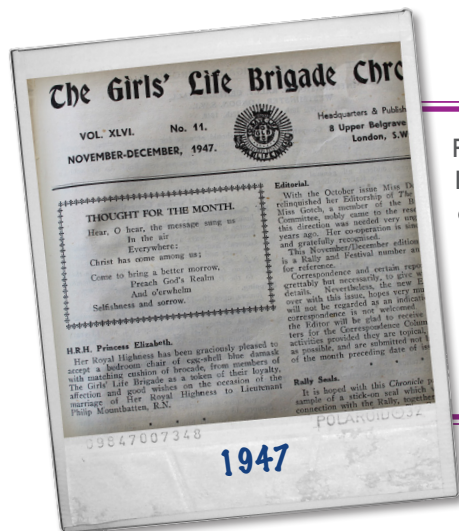 The Girls' Life Brigade Chro
VOL. XLVI. No. 11.
NOVEMBER-DECEMBER, 1947.
Headquarters & Publish
8 Upper Belgrave
London, S.W
THOUGHT FOR THE MONTH.
Hear, O hear, the message sung us
In the air
Everywhere:
Christ has come among us;
Come to bring a better morrow,
Preach God's Realm
And o'erwhelm
Selfishness and sorrow.
H.R.H. Princess Elizabeth.
Her Royal Highness has been graciously pleased to
accept a bedroom chair of egg-shell blue damask
with matching cushion of brocade, from members of
The Girls' Life Brigade as a token of their loyalty,
affection and good wishes on the occasion of the
marriage of Her Royal Highness to Lieutenant
Philip Mountbatten, R.N.
Editorial.
With the October issue Miss D
relinquished her Editorship of The
Miss Gosch, a member of the B
Committee, nobly came to the resc
this direction was needed very urg
years ago. Her co-operation is sin
and gratefully recognised.
This November/December edition
is a Rally and Festival number an
for reference.
Correspondence and certain repo
grettably but necessarily, to give w
details. Nevertheless, the new E
over with this issue, hopes very
will not be regarded as an indicati
correspondence is not welcomed
the Editor will be glad to receive
ters for the Correspondence Colum
activities provided they are topical
as possible, and are submitted not l
of the month preceding date of is
Rally Seals.
It is hoped with this Chronicle
sample of a stick-on seal which
connection with the Rally, together
09847007348
POLAROID©32
1947